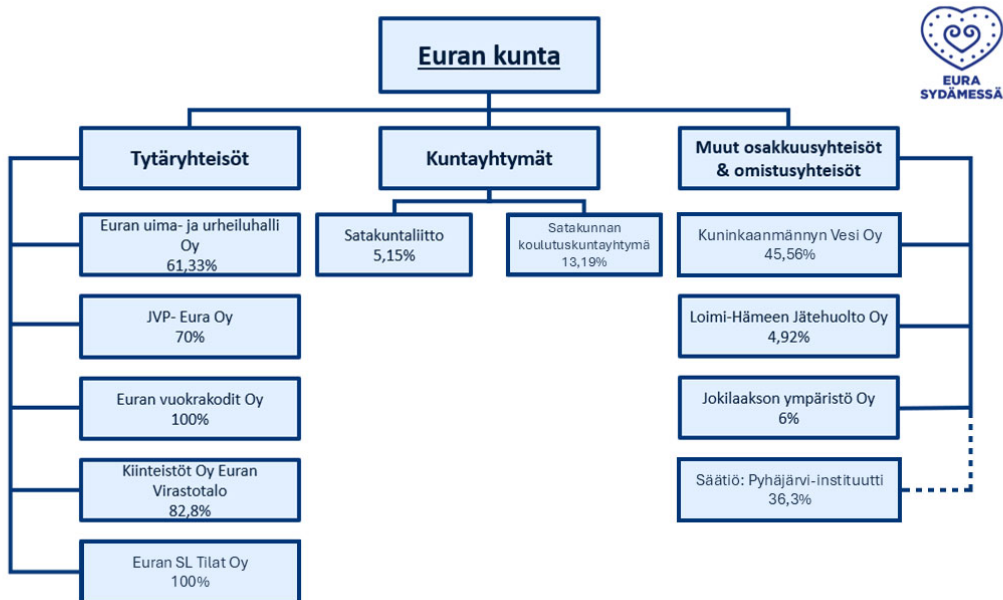 Euran kunta
EURA
SYDÄMESSÄ
Tytäryhteisöt
Euran uima- ja urheiluhalli
Oy
61,33%
JVP- Eura Oy
70%
Euran vuokrakodit Oy
100%
Kiinteistöt Oy Euran
Virastotalo
82,8%
Euran SL Tilat Oy
100%
Kuntayhtymät
Satakuntaliitto
5,15%
Satakunnan
koulutuskuntayhtymä
13,19%
Muut osakkuusyhteisöt
& omistusyhteisöt
Kuninkaanmännyn Vesi Oy
45,56%
Loimi-Hämeen Jätehuolto Oy
4,92%
Jokilaakson ympäristö Oy
6%
Säätiö: Pyhäjärvi-instituutti
36,3%